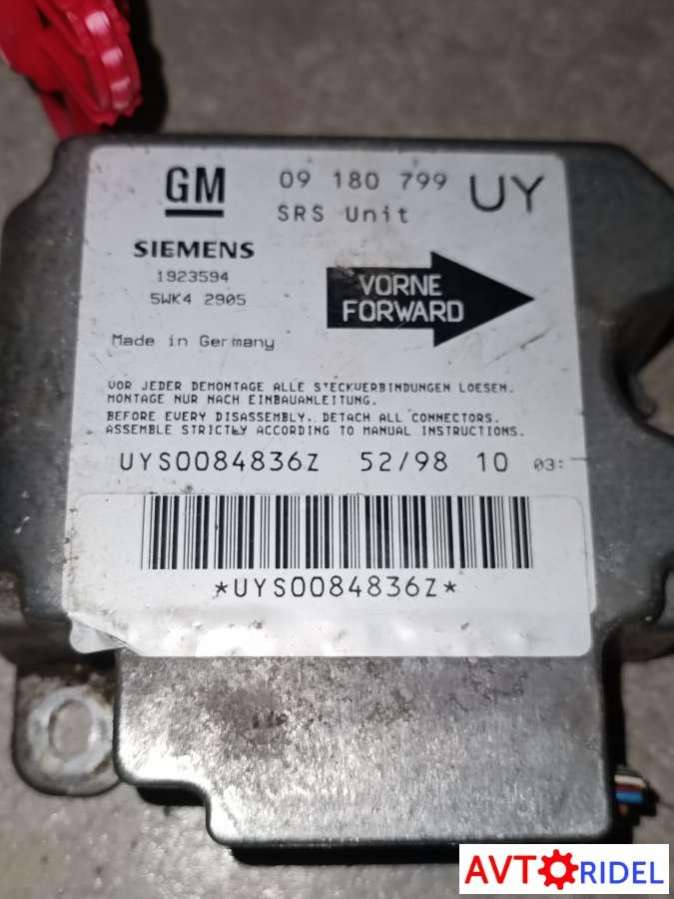 GM 09 180 799 UY
SRS Unit
SIEMENS
1923594
5WK4 2905
VORNE
FORWARD
Made in Germany
VOR JEDER DEMONTAGE ALLE STECKVERBINDUNGEN LOESEN.
MONTAGE NUR NACH EINBAUANLEITUNG.
BEFORE EVERY DISASSEMBLY. DETACH ALL CONNECTORS.
ASSEMBLE STRICTLY ACCORDING TO MANUAL INSTRUCTIONS.
UYS0084836Z 52/98 10 03:
*UYS0084836Z*
AVTORIDEL